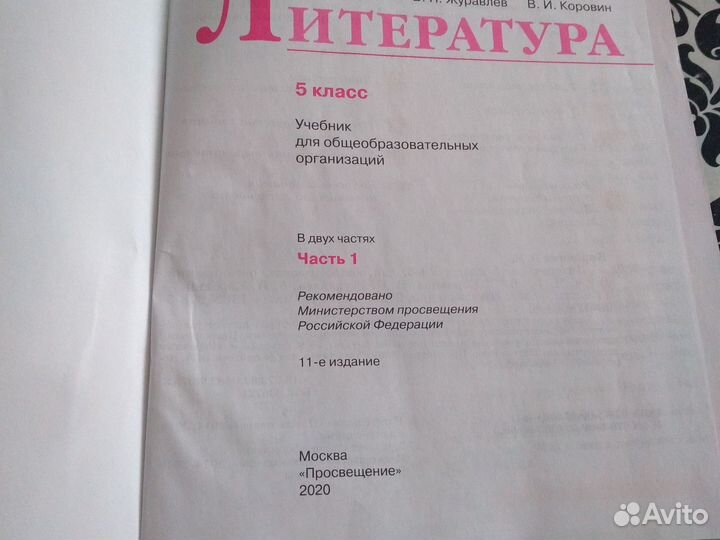 Журавлев В. И. Коровин
ЛИТЕРАТУРА
5 класс
Учебник
для общеобразовательных
организаций
В двух частях
Часть 1
Рекомендовано
Министерством просвещения
Российской Федерации
11-е издание
Москва
«Просвещение»
2020
Avito